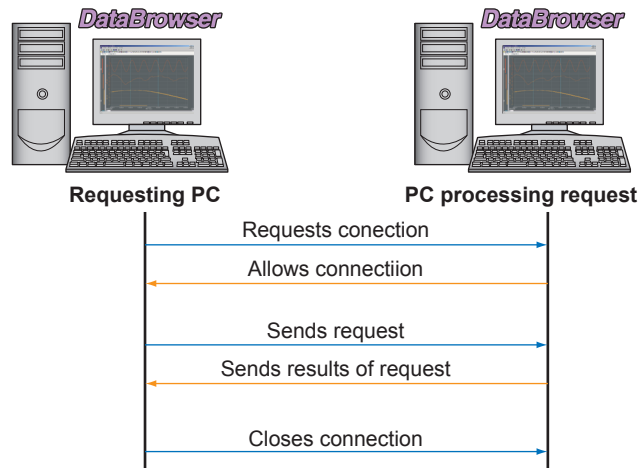 DataBrowser
DataBrowser
Requesting PC
PC processing request
Requests conection
Allows connectiion
Sends request
Sends results of request
Closes connection